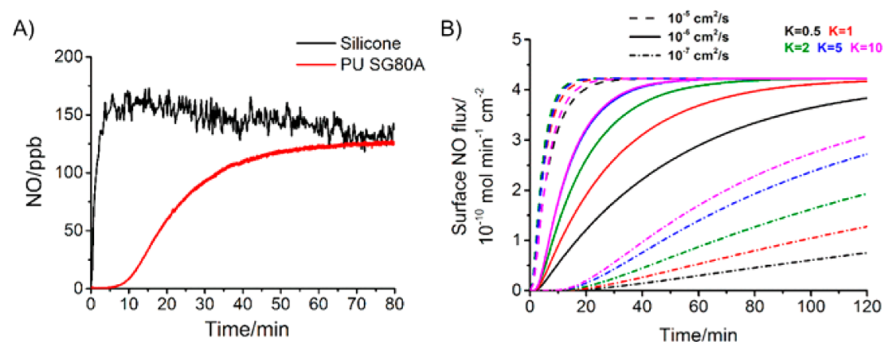 A)
Silicone
PU SG80A
NO/ppb
200
150
100
50
0
0 10 20 30 40 50 60 70 80
Time/min
B)
10⁻⁵ cm²/s
10⁻⁶ cm²/s
10⁻⁷ cm²/s
K=0.5 K=1
K=2 K=5 K=10
Surface NO flux/
10⁻¹⁰ mol min⁻¹ cm⁻²
5
4
3
2
1
0
0 20 40 60 80 100 120
Time/min